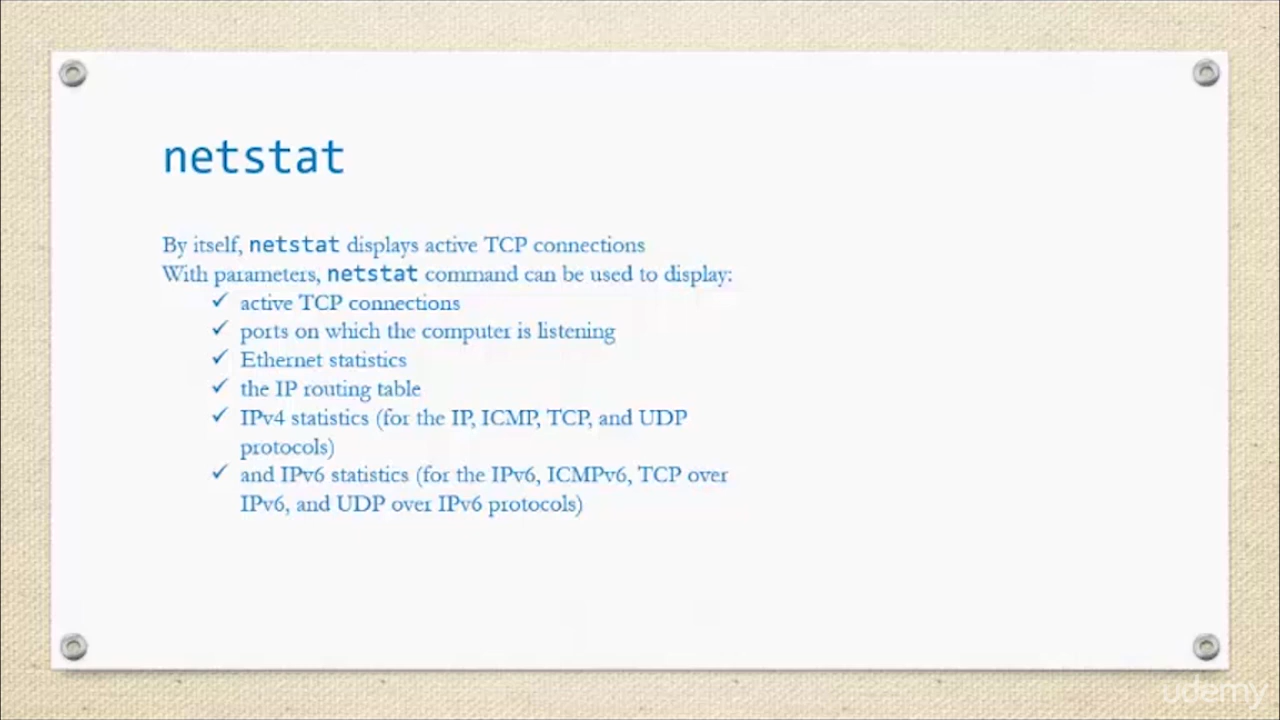 netstat
By itself, netstat displays active TCP connections
With parameters, netstat command can be used to display:
✓ active TCP connections
✓ ports on which the computer is listening
✓ Ethernet statistics
✓ the IP routing table
✓ IPv4 statistics (for the IP, ICMP, TCP, and UDP
protocols)
✓ and IPv6 statistics (for the IPv6, ICMPv6, TCP over
IPv6, and UDP over IPv6 protocols)
udemy